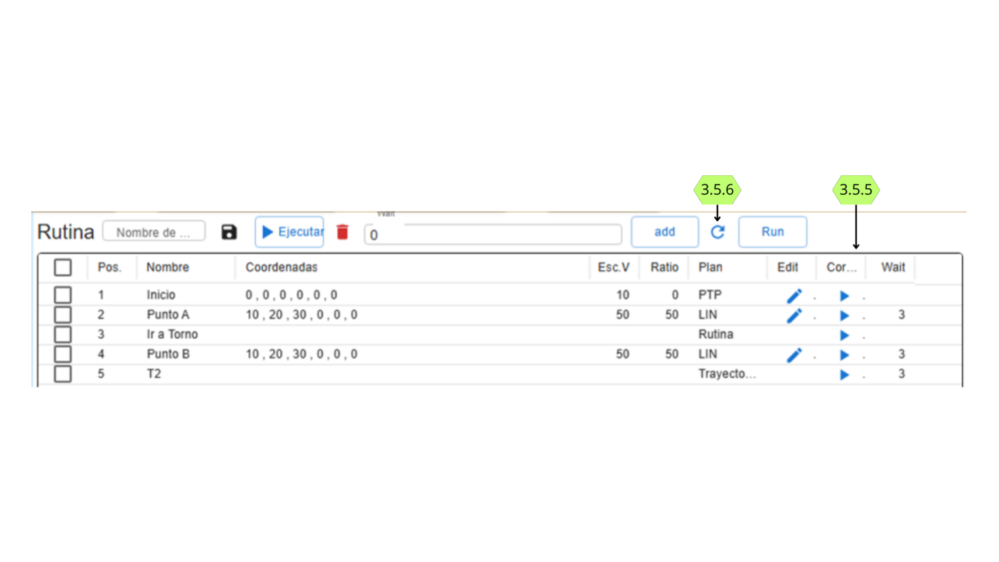 3.5.6 3.5.5
Wait
Rutina Nombre de ... Ejecutar 0 add Run
Pos. Nombre Coordenadas Esc.V Ratio Plan Edit Cor... Wait
1 Inicio 0 , 0 , 0 , 0 , 0 , 0 10 0 PTP . .
2 Punto A 10 , 20 , 30 , 0 , 0 , 0 50 50 LIN . . 3
3 Ir a Torno Rutina .
4 Punto B 10 , 20 , 30 , 0 , 0 , 0 50 50 LIN . . 3
5 T2 Trayecto... . 3